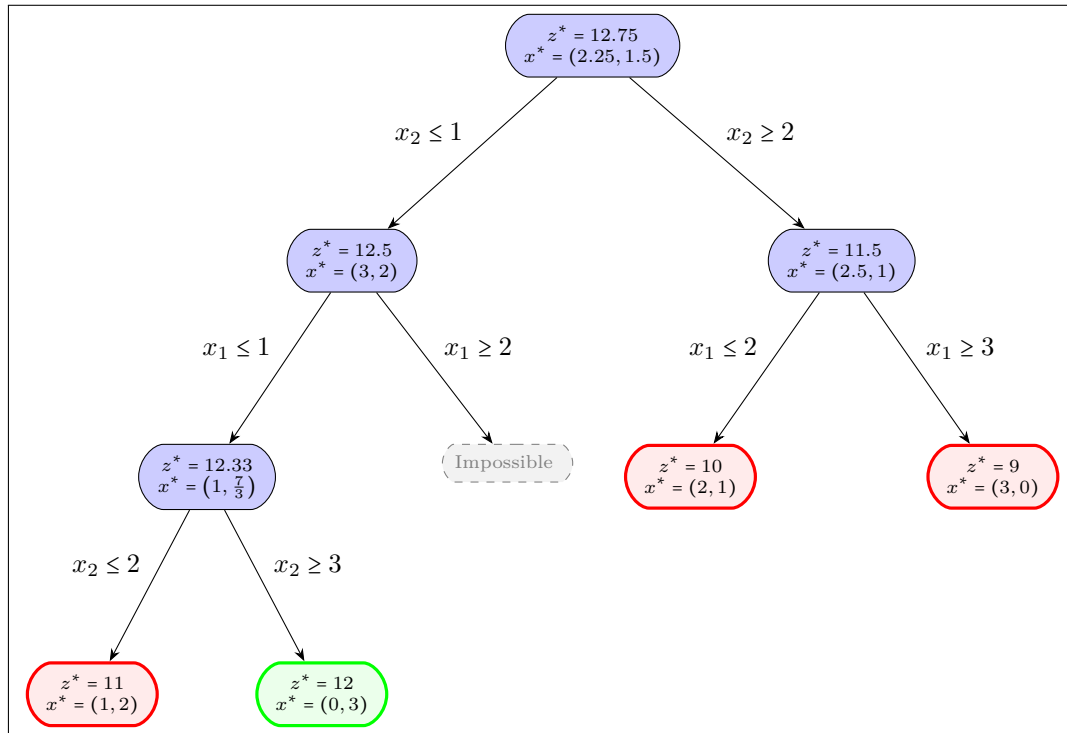 z* = 12.75
x* = (2.25, 1.5)
x₂ ≤ 1
x₂ ≥ 2
z* = 12.5
x* = (3, 2)
z* = 11.5
x* = (2.5, 1)
x₁ ≤ 1
x₁ ≥ 2
x₁ ≤ 2
x₁ ≥ 3
z* = 12.33
x* = (1, 7/3)
Impossible
z* = 10
x* = (2, 1)
z* = 9
x* = (3, 0)
x₂ ≤ 2
x₂ ≥ 3
z* = 11
x* = (1, 2)
z* = 12
x* = (0, 3)